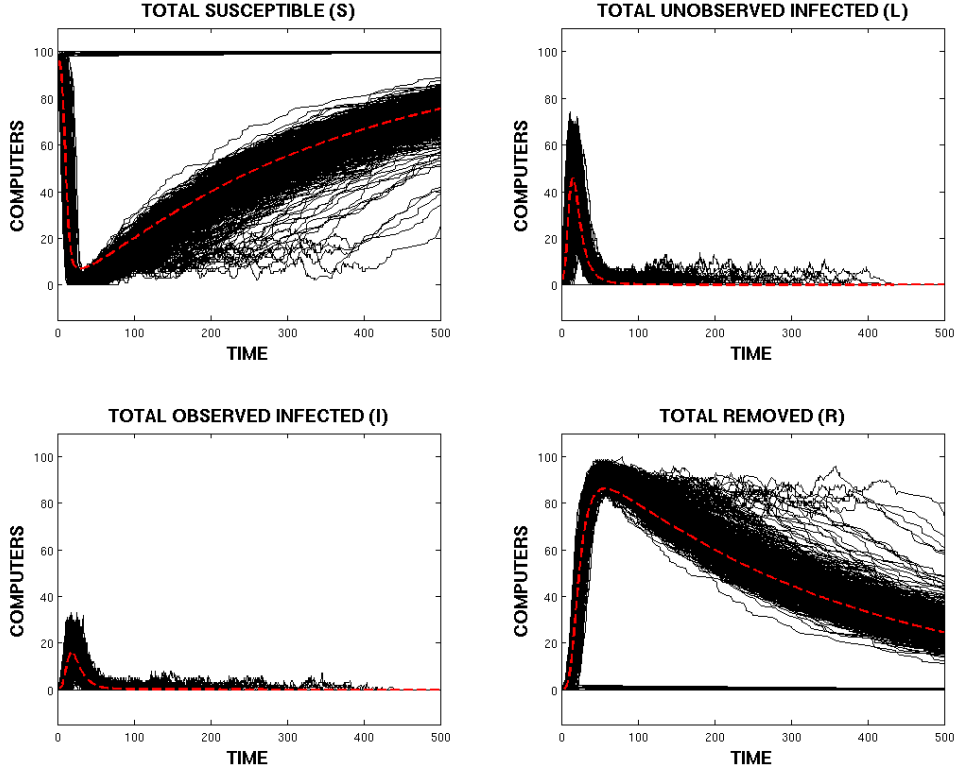 TOTAL SUSCEPTIBLE (S)
COMPUTERS
100
80
60
40
20
0
0 100 200 300 400 500
TIME
TOTAL UNOBSERVED INFECTED (L)
COMPUTERS
100
80
60
40
20
0
0 100 200 300 400 500
TIME
TOTAL OBSERVED INFECTED (I)
COMPUTERS
100
80
60
40
20
0
0 100 200 300 400 500
TIME
TOTAL REMOVED (R)
COMPUTERS
100
80
60
40
20
0
0 100 200 300 400 500
TIME